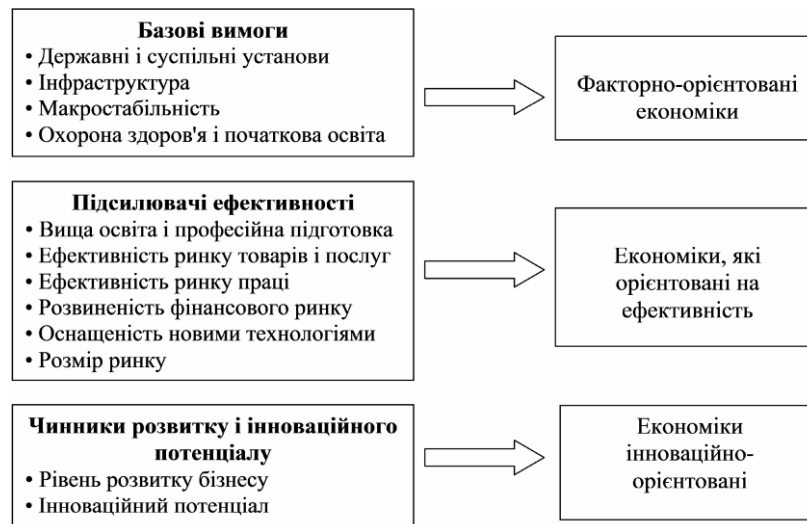 Базові вимоги
• Державні і суспільні установи
• Інфраструктура
• Макростабільність
• Охорона здоров'я і початкова освіта
Факторно-орієнтовані
економіки
Підсилювачі ефективності
• Вища освіта і професійна підготовка
• Ефективність ринку товарів і послуг
• Ефективність ринку праці
• Розвиненість фінансового ринку
• Оснащеність новими технологіями
• Розмір ринку
Економіки, які
орієнтовані на
ефективність
Чинники розвитку і інноваційного
потенціалу
• Рівень розвитку бізнесу
• Інноваційний потенціал
Економіки
інноваційно-
орієнтовані